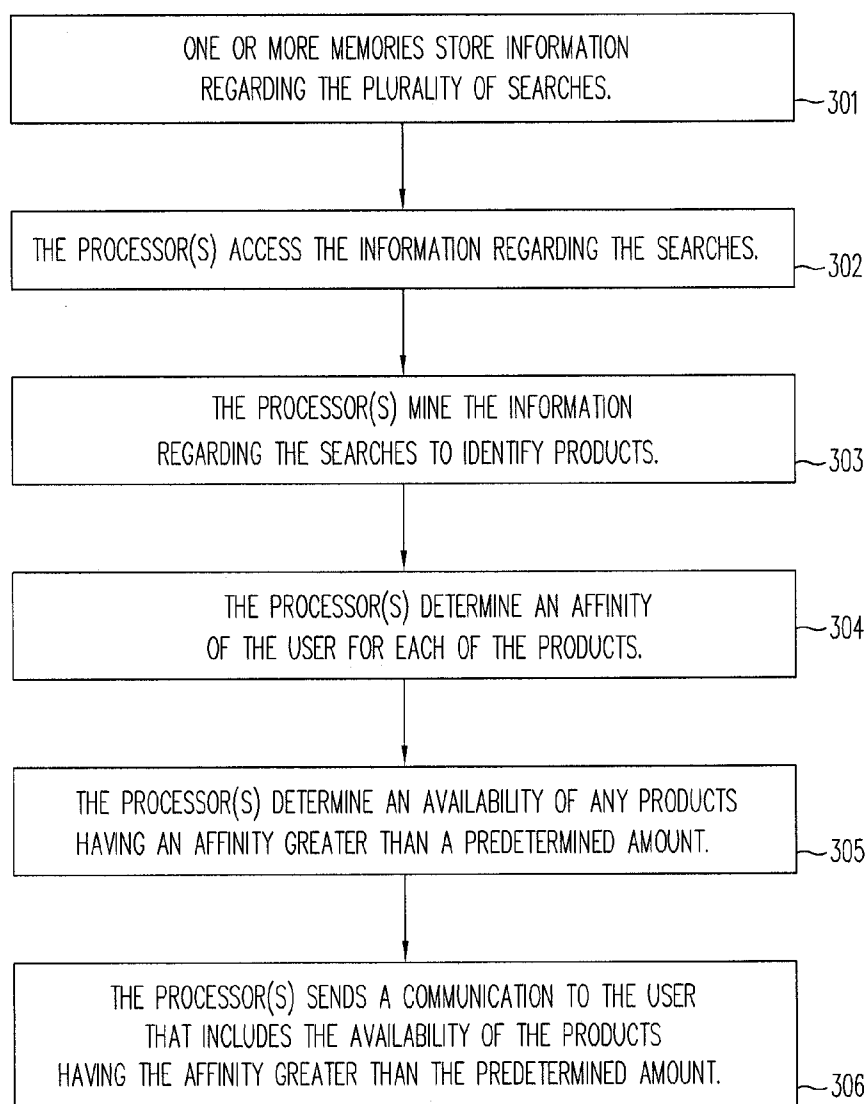 ONE OR MORE MEMORIES STORE INFORMATION
REGARDING THE PLURALITY OF SEARCHES.
301
THE PROCESSOR(S) ACCESS THE INFORMATION REGARDING THE SEARCHES.
302
THE PROCESSOR(S) MINE THE INFORMATION
REGARDING THE SEARCHES TO IDENTIFY PRODUCTS.
303
THE PROCESSOR(S) DETERMINE AN AFFINITY
OF THE USER FOR EACH OF THE PRODUCTS.
304
THE PROCESSOR(S) DETERMINE AN AVAILABILITY OF ANY PRODUCTS
HAVING AN AFFINITY GREATER THAN A PREDETERMINED AMOUNT.
305
THE PROCESSOR(S) SENDS A COMMUNICATION TO THE USER
THAT INCLUDES THE AVAILABILITY OF THE PRODUCTS
HAVING THE AFFINITY GREATER THAN THE PREDETERMINED AMOUNT.
306